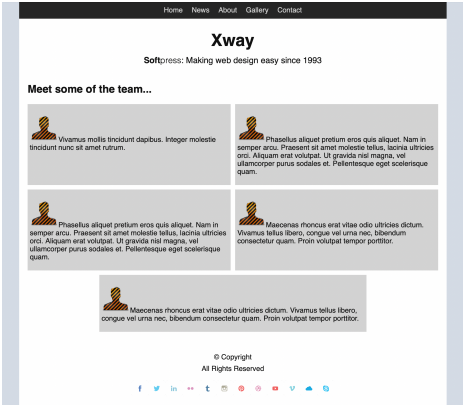 Home News About Gallery Contact
Xway
Softpress: Making web design easy since 1993
Meet some of the team...
Vivamus mollis tincidunt dapibus. Integer molestie
tincidunt nunc sit amet rutrum.
Phasellus aliquet pretium eros quis aliquet. Nam in
semper arcu. Praesent sit amet molestie tellus, lacinia ultricies
orci. Aliquam erat volutpat. Ut gravida nisl magna, vel
ullamcorper purus sodales et. Pellentesque eget scelerisque
quam.
Phasellus aliquet pretium eros quis aliquet. Nam in
semper arcu. Praesent sit amet molestie tellus, lacinia ultricies
orci. Aliquam erat volutpat. Ut gravida nisl magna, vel
ullamcorper purus sodales et. Pellentesque eget scelerisque
quam.
Maecenas rhoncus erat vitae odio ultricies dictum.
Vivamus tellus libero, congue vel urna nec, bibendum
consectetur quam. Proin volutpat tempor porttitor.
Maecenas rhoncus erat vitae odio ultricies dictum. Vivamus tellus libero,
congue vel urna nec, bibendum consectetur quam. Proin volutpat tempor porttitor.
© Copyright
All Rights Reserved